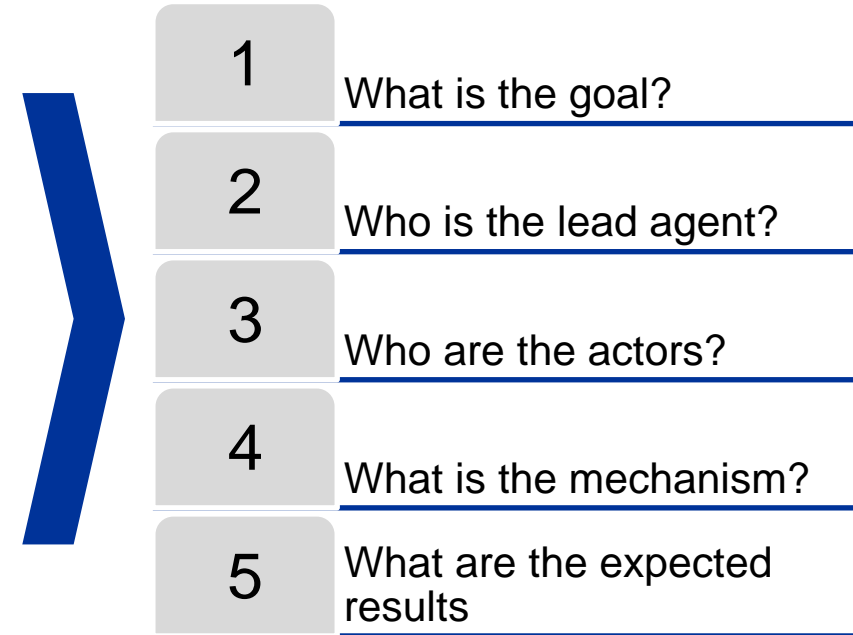 1
What is the goal?
2
Who is the lead agent?
3
Who are the actors?
4
What is the mechanism?
5
What are the expected
results